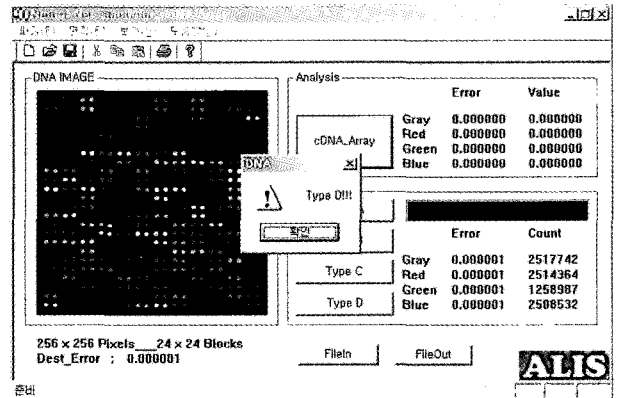 DNA IMAGE
Analysis
Error Value
cDNA_Array
Gray 0.000000 0.000000
Red 0.000000 0.000000
Green 0.000000 0.000000
Blue 0.000000 0.000000
DNA
Type D!!!
확인
Error Count
Gray 0.000001 2517742
Red 0.000001 2514364
Type C
Green 0.000001 1258987
Type D
Blue 0.000001 2508532
256 x 256 Pixels___24 x 24 Blocks
Dest_Error ; 0.000001
FileIn
FileOut
ALIS
준비